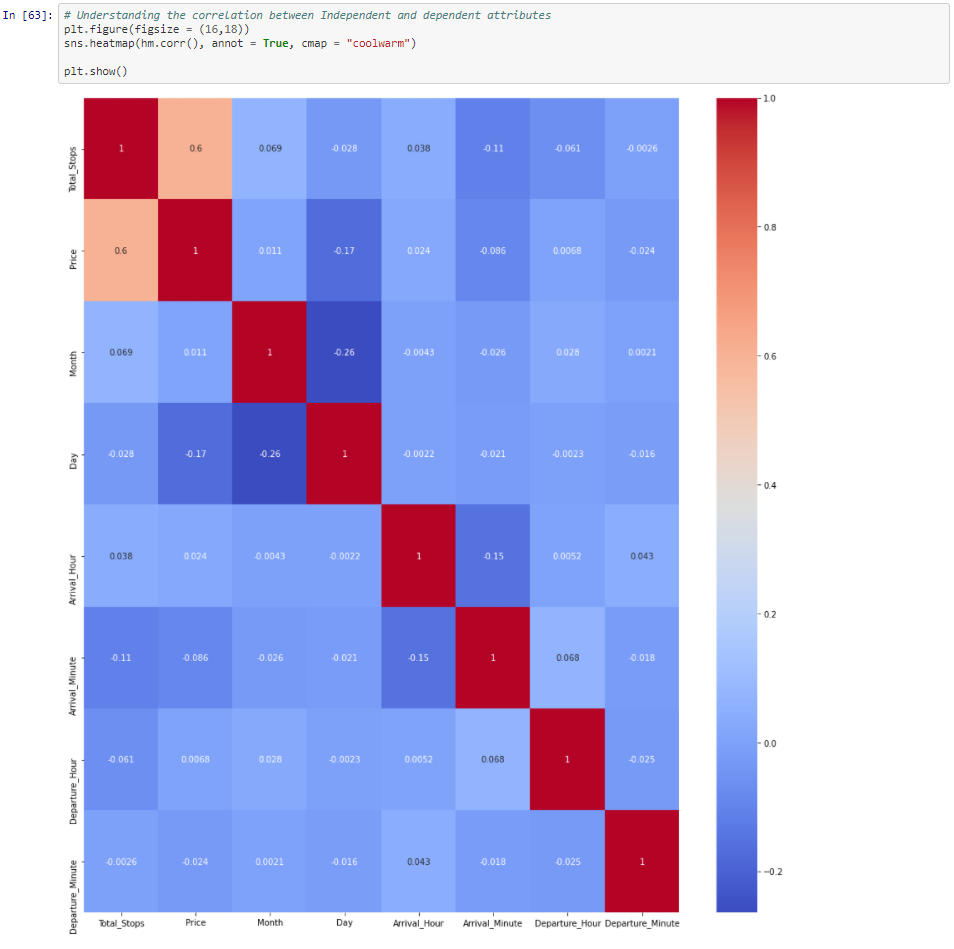 In [63]: # Understanding the correlation between Independent and dependent attributes
plt.figure(figsize = (16,18))
sns.heatmap(hm.corr(), annot = True, cmap = "coolwarm")
plt.show()
1.0
Total_Stops 1 0.6 0.069 -0.028 0.038 -0.11 -0.061 -0.0026
0.8
Price 0.6 1 0.011 -0.17 0.024 -0.086 0.0068 -0.024
Month 0.069 0.011 1 -0.26 -0.0043 -0.026 0.028 0.0021
0.6
Day -0.028 -0.17 -0.26 1 -0.0022 -0.021 -0.0023 -0.016
0.4
Arrival_Hour 0.038 0.024 -0.0043 -0.0022 1 -0.15 0.0052 0.043
0.2
Arrival_Minute -0.11 -0.086 -0.026 -0.021 -0.15 1 0.068 -0.018
0.0
Departure_Hour -0.061 0.0068 0.028 -0.0023 0.0052 0.068 1 -0.025
Departure_Minute -0.0026 -0.024 0.0021 -0.016 0.043 -0.018 -0.025 1
-0.2
Total_Stops Price Month Day Arrival_Hour Arrival_Minute Departure_Hour Departure_Minute